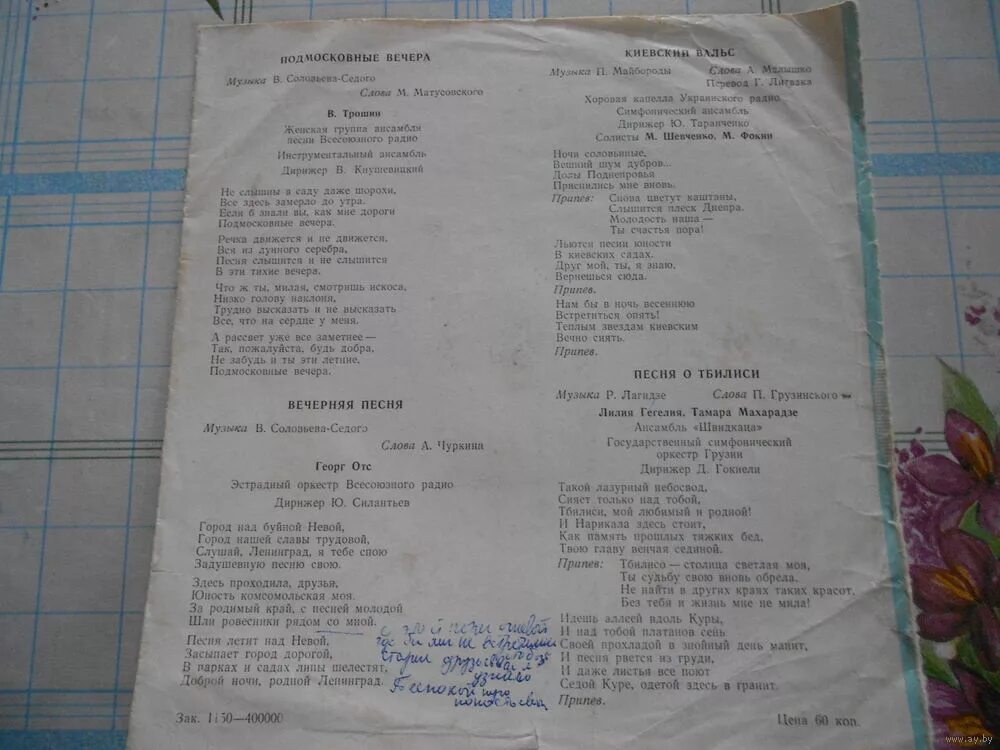 ПОДМОСКОВНЫЕ ВЕЧЕРА
Музыка В. Соловьева-Седого
Слова М. Матусовского
В. Трошин
Женская группа ансамбля
песни Всесоюзного радио
Инструментальный ансамбль
Дирижер В. Кнушевицкий
Не слышны в саду даже шорохи,
Все здесь замерло до утра.
Если б знали вы, как мне дороги
Подмосковные вечера.
Речка движется и не движется,
Вся из лунного серебра,
Песня слышится и не слышится
В эти тихие вечера.
Что ж ты, милая, смотришь искоса,
Низко голову наклоня,
Трудно высказать и не высказать
Все, что на сердце у меня.
А рассвет уже все заметнее —
Так, пожалуйста, будь добра,
Не забудь и ты эти летние,
Подмосковные вечера.
ВЕЧЕРНЯЯ ПЕСНЯ
Музыка В. Соловьева-Седого
Слова А. Чуркина
Георг Отс
Эстрадный оркестр Всесоюзного радио
Дирижер Ю. Силантьев
Город над буйной Невой,
Город нашей славы трудовой,
Слушай, Ленинград, я тебе спою
Задушевную песню свою.
Здесь проходила, друзья,
Юность комсомольская моя.
За родимый край, с песней молодой
Шли ровесники рядом со мной.
Песня летит над Невой,
Засыпает город дорогой,
В парках и садах липы шелестят,
Доброй ночи, родной Ленинград.
старых друзей
узнаю
Зак. 1150—400000
КИЕВСКИЙ ВАЛЬС
Музыка П. Майбороды Слова А. Малышко
Перевод Г. Литвака
Хоровая капелла Украинского радио
Симфонический ансамбль
Дирижер Ю. Таранченко
Солисты М. Шевченко, М. Фокин
Ночи соловьиные,
Вешний шум дубров...
Долы Поднепровья
Приснились мне вновь.
Припев: Снова цветут каштаны,
Слышится плеск Днепра.
Молодость наша —
Ты счастья пора!
Льются песни юности
В киевских садах.
Друг мой, ты, я знаю,
Вернешься сюда.
Припев.
Нам бы в ночь весеннюю
Встретиться опять!
Теплым звездам киевским
Вечно сиять.
Припев.
ПЕСНЯ О ТБИЛИСИ
Музыка Р. Лагидзе Слова П. Грузинского
Лилия Гегелия, Тамара Махарадзе
Ансамбль «Швидкаца»
Государственный симфонический
оркестр Грузии
Дирижер Д. Гокиели
Такой лазурный небосвод,
Сияет только над тобой,
Тбилиси, мой любимый и родной!
И Нарикала здесь стоит,
Как память прошлых тяжких бед,
Твою главу венчая сединой.
Припев: Тбилисо — столица светлая моя,
Ты судьбу свою вновь обрела.
Не найти в других краях таких красот,
Без тебя и жизнь мне не мила!
Идешь аллеей вдоль Куры,
И над тобой платанов сень
Своей прохладой в знойный день манит,
И песня рвется из груди,
И даже листья все поют
Седой Куре, одетой здесь в гранит.
Припев.
Цена 60 коп.
www.ay.by